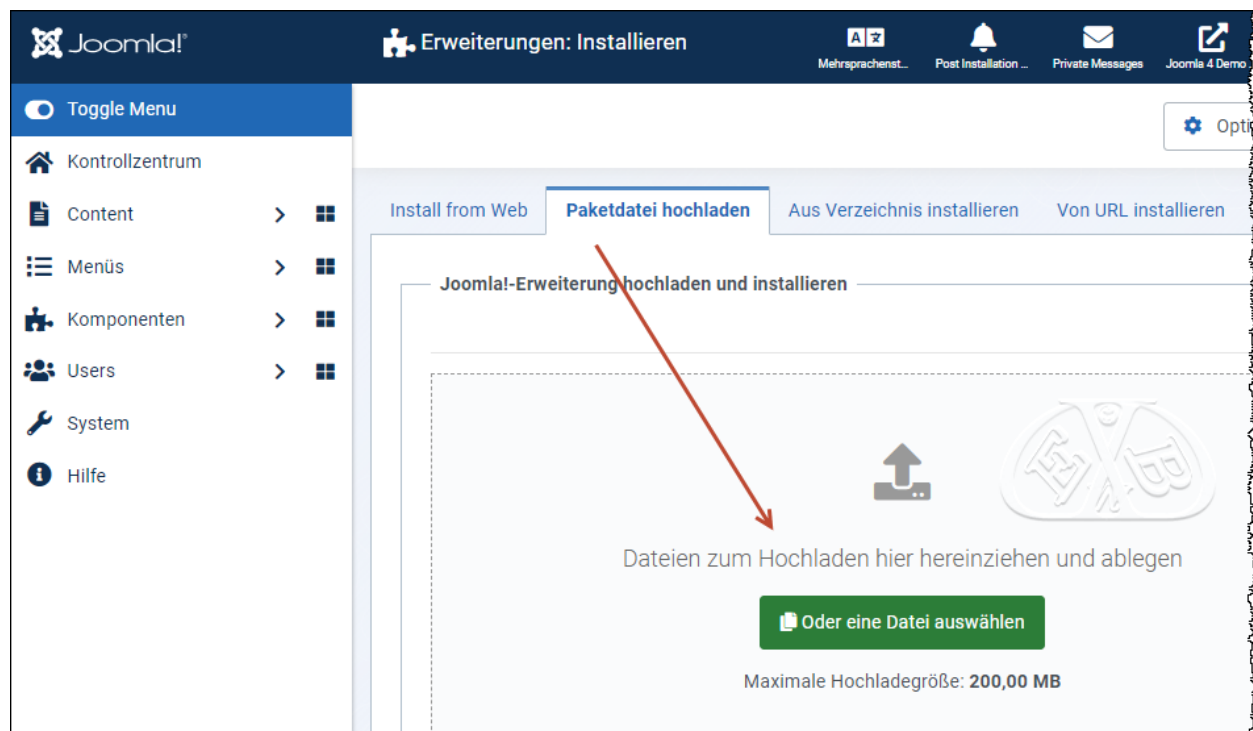 Joomla!®
Erweiterungen: Installieren
Mehrsprachenst...
Post Installation ...
Private Messages
Joomla 4 Demo
Toggle Menu
Kontrollzentrum
Content
Menüs
Komponenten
Users
System
Hilfe
Opti
Install from Web
Paketdatei hochladen
Aus Verzeichnis installieren
Von URL installieren
Joomla!-Erweiterung hochladen und installieren
Dateien zum Hochladen hier hereinziehen und ablegen
Oder eine Datei auswählen
Maximale Hochladegröße: 200,00 MB